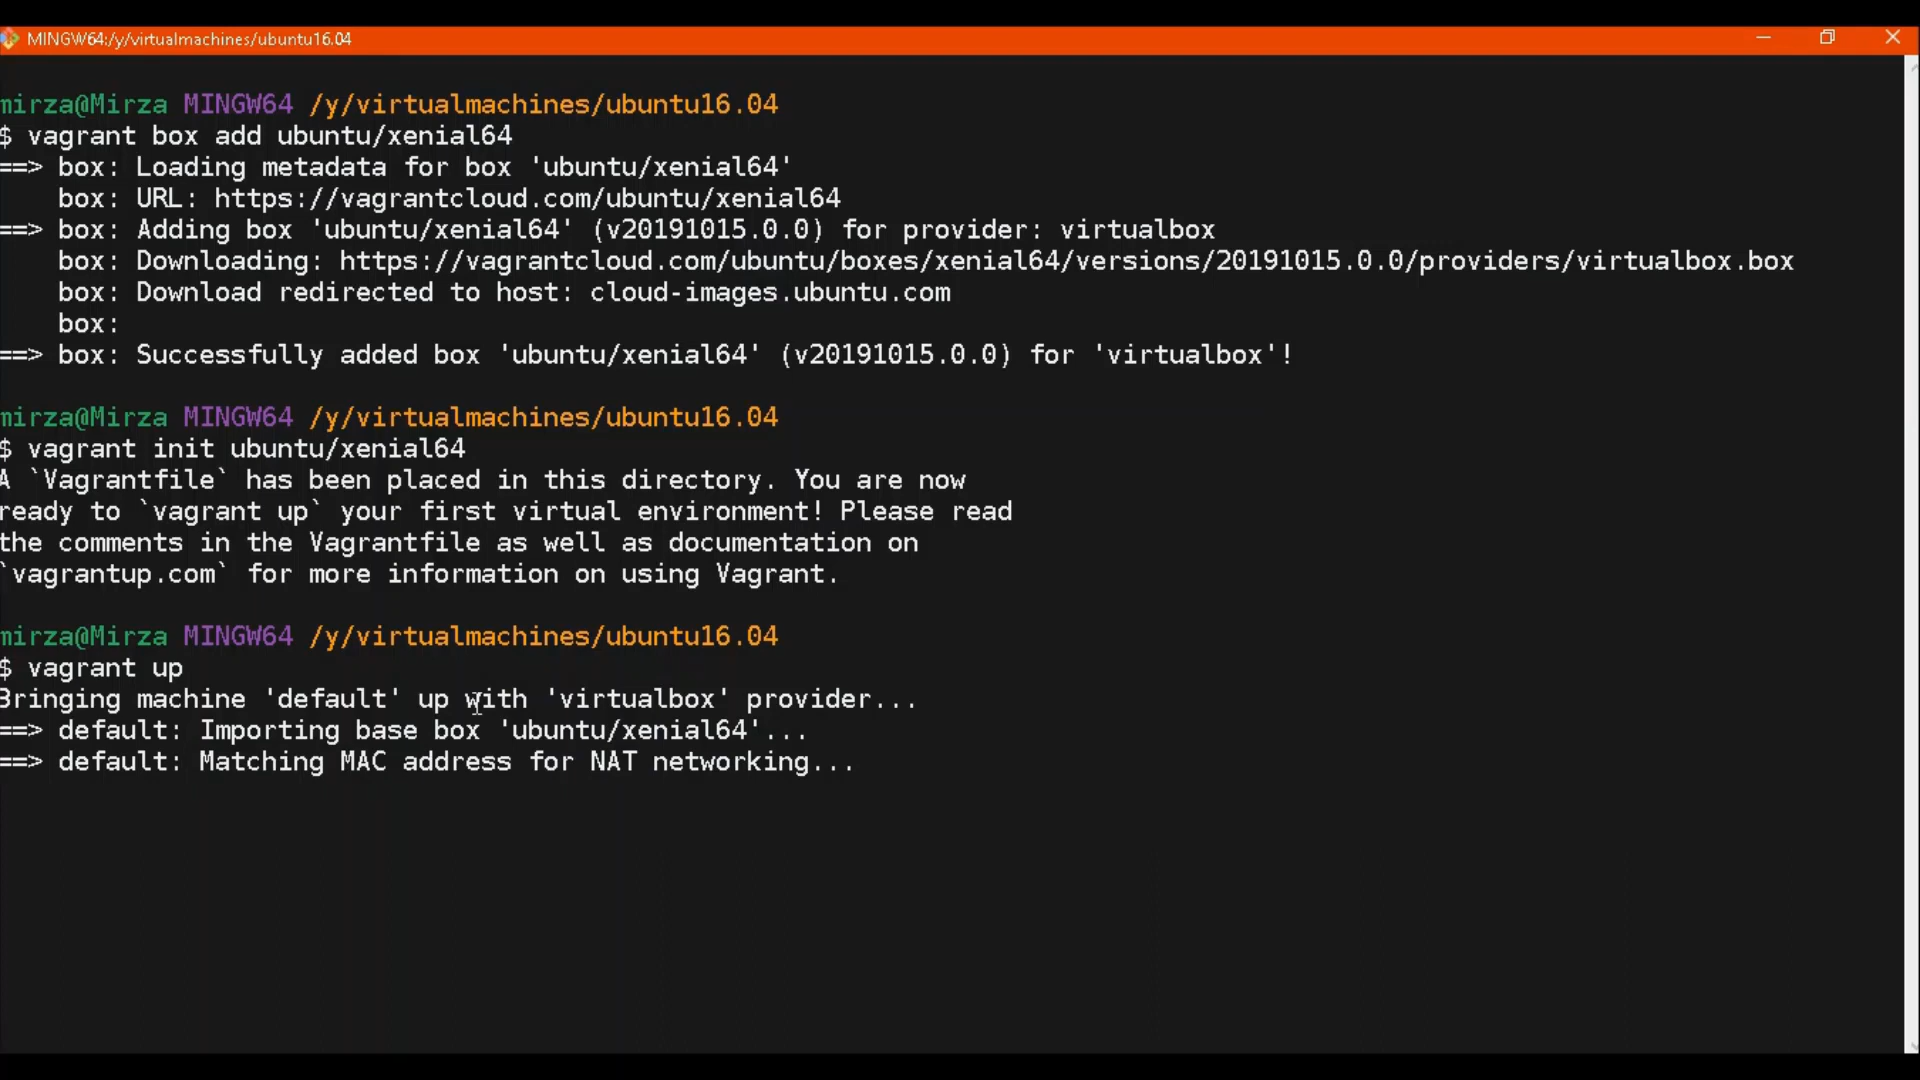 MINGW64:/y/virtualmachines/ubuntu16.04
mirza@Mirza MINGW64 /y/virtualmachines/ubuntu16.04
$ vagrant box add ubuntu/xenial64
==> box: Loading metadata for box 'ubuntu/xenial64'
box: URL: https://vagrantcloud.com/ubuntu/xenial64
==> box: Adding box 'ubuntu/xenial64' (v20191015.0.0) for provider: virtualbox
box: Downloading: https://vagrantcloud.com/ubuntu/boxes/xenial64/versions/20191015.0.0/providers/virtualbox.box
box: Download redirected to host: cloud-images.ubuntu.com
box:
==> box: Successfully added box 'ubuntu/xenial64' (v20191015.0.0) for 'virtualbox'!
mirza@Mirza MINGW64 /y/virtualmachines/ubuntu16.04
$ vagrant init ubuntu/xenial64
A `Vagrantfile` has been placed in this directory. You are now
ready to `vagrant up` your first virtual environment! Please read
the comments in the Vagrantfile as well as documentation on
`vagrantup.com` for more information on using Vagrant.
mirza@Mirza MINGW64 /y/virtualmachines/ubuntu16.04
$ vagrant up
Bringing machine 'default' up with 'virtualbox' provider...
==> default: Importing base box 'ubuntu/xenial64'...
==> default: Matching MAC address for NAT networking...